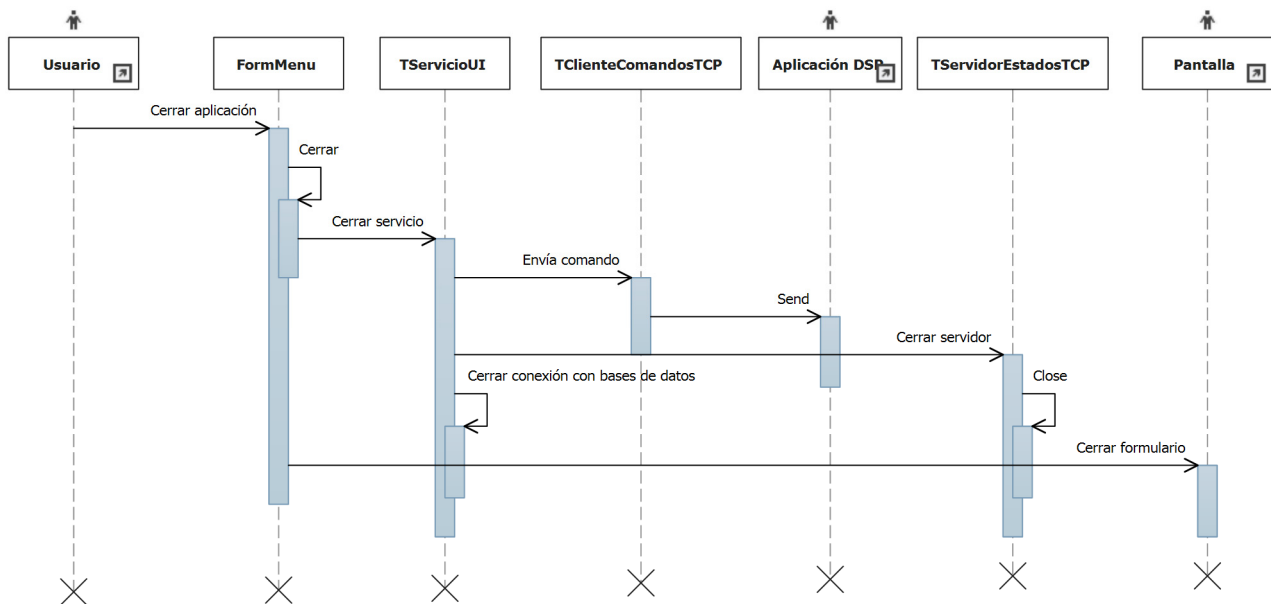 Usuario
FormMenu
TServicioUI
TClienteComandosTCP
Aplicación DSP
TServidorEstadosTCP
Pantalla
Cerrar aplicación
Cerrar
Cerrar servicio
Envía comando
Send
Cerrar servidor
Cerrar conexión con bases de datos
Close
Cerrar formulario